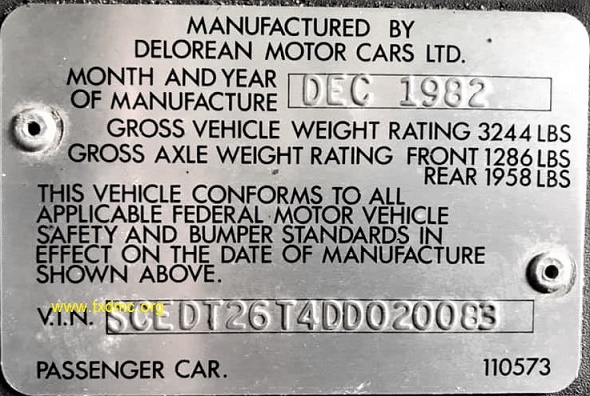 MANUFACTURED BY
DELOREAN MOTOR CARS LTD.
MONTH AND YEAR
OF MANUFACTURE DEC 1982
GROSS VEHICLE WEIGHT RATING 3244 LBS
GROSS AXLE WEIGHT RATING FRONT 1286 LBS
REAR 1958 LBS
THIS VEHICLE CONFORMS TO ALL
APPLICABLE FEDERAL MOTOR VEHICLE
SAFETY AND BUMPER STANDARDS IN
EFFECT ON THE DATE OF MANUFACTURE
SHOWN ABOVE.
www.fxdmc.org
V.I.N. SCEDT26T4DD020083
PASSENGER CAR. 110573